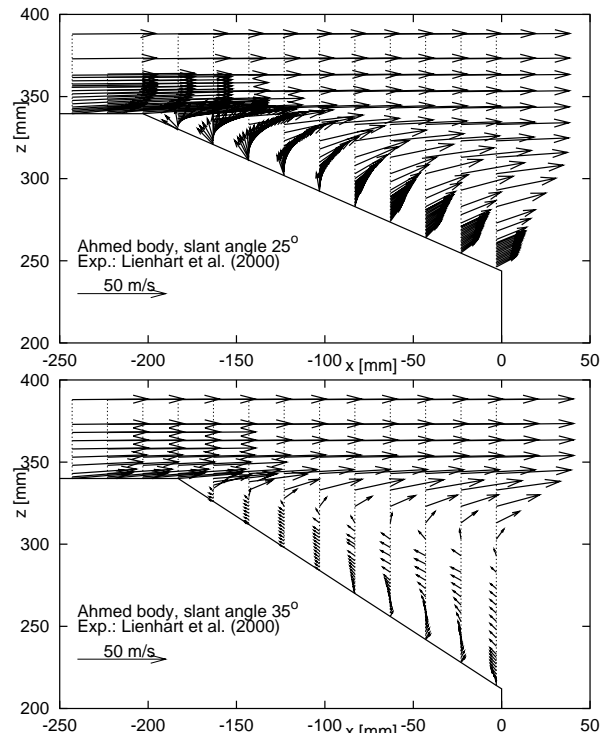 400
350
z [mm]
300
250
200
Ahmed body, slant angle 25o
Exp.: Lienhart et al. (2000)
50 m/s
-250 -200 -150 -100 -50 0 50
x [mm]
400
350
z [mm]
300
250
200
Ahmed body, slant angle 35o
Exp.: Lienhart et al. (2000)
50 m/s
-250 -200 -150 -100 -50 0 50
x [mm]